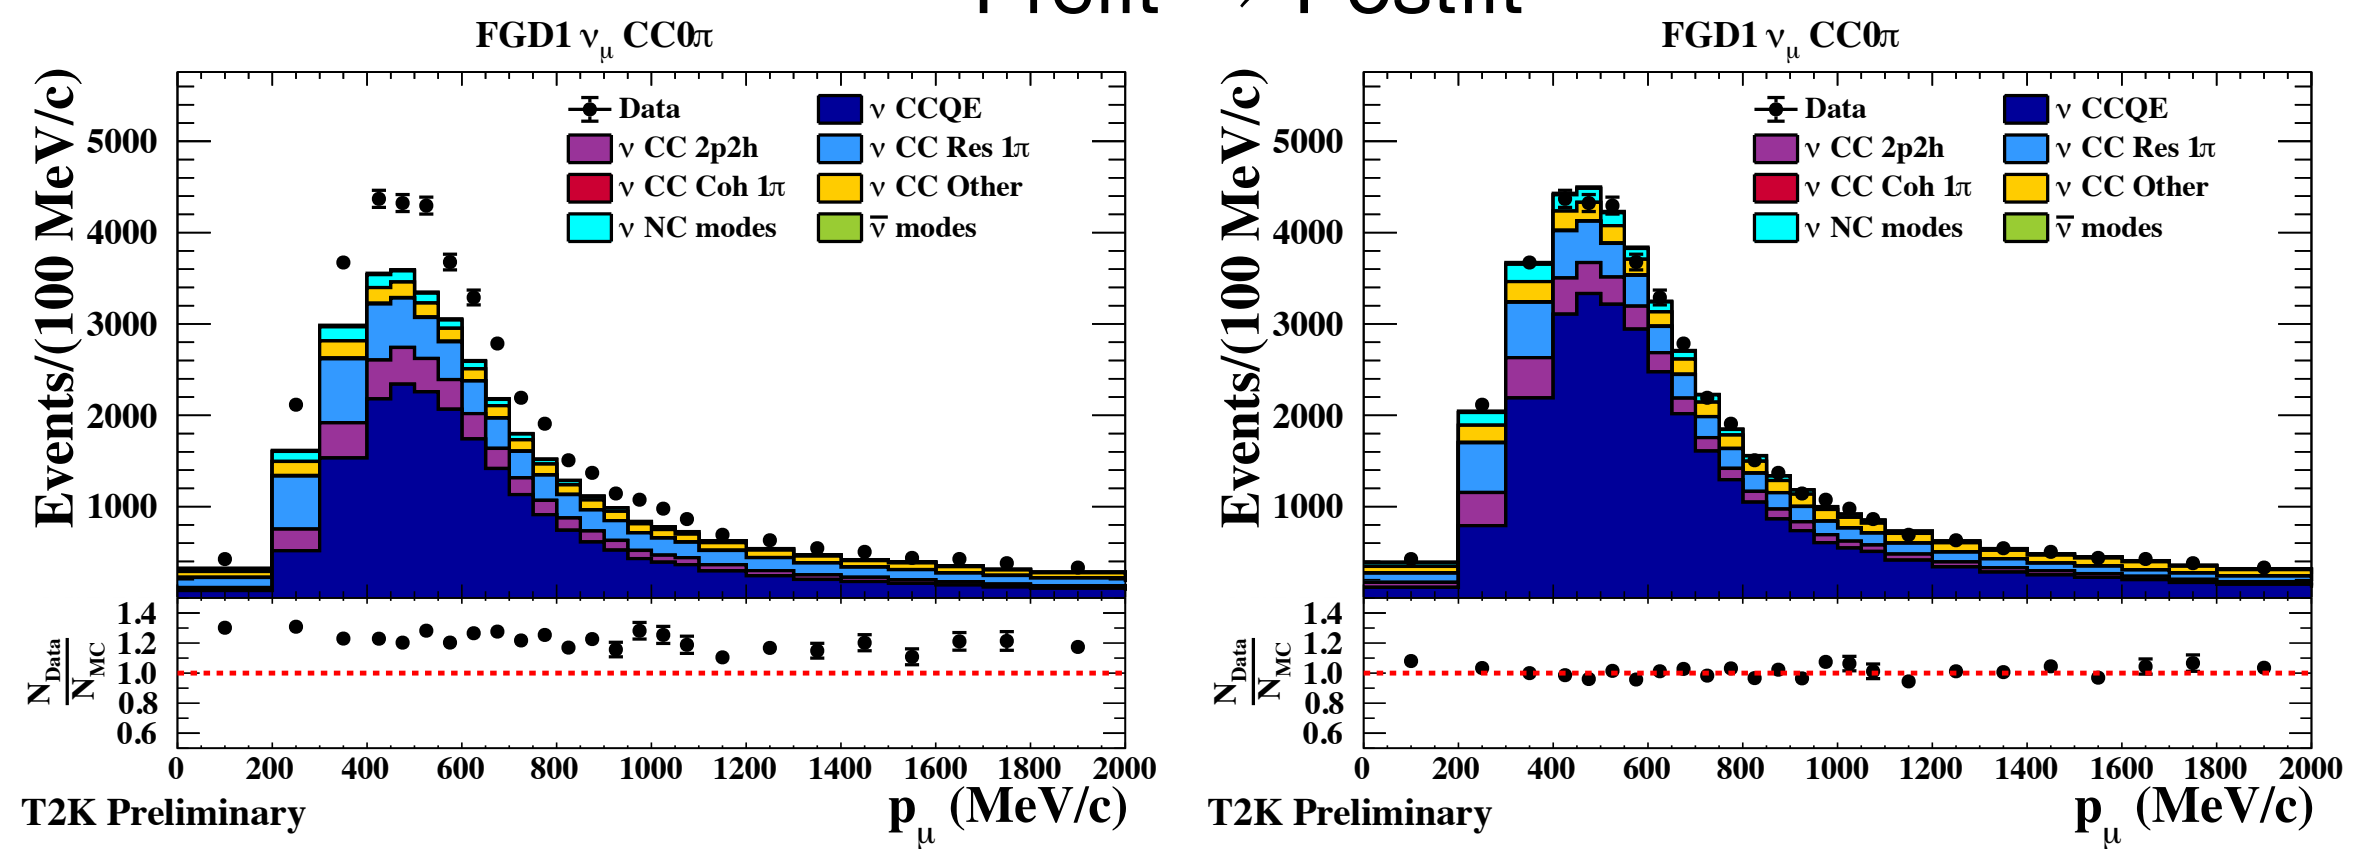 Prefit → Postfit
FGD1 νμ CC0π
Events/(100 MeV/c)
5000
4000
3000
2000
1000
Data
ν CCQE
ν CC 2p2h
ν CC Res 1π
ν CC Coh 1π
ν CC Other
ν NC modes
ν̅ modes
NData
NMC
1.4
1.2
1.0
0.8
0.6
0 200 400 600 800 1000 1200 1400 1600 1800 2000
T2K Preliminary
pμ (MeV/c)
FGD1 νμ CC0π
Events/(100 MeV/c)
5000
4000
3000
2000
1000
Data
ν CCQE
ν CC 2p2h
ν CC Res 1π
ν CC Coh 1π
ν CC Other
ν NC modes
ν̅ modes
NData
NMC
1.4
1.2
1.0
0.8
0.6
0 200 400 600 800 1000 1200 1400 1600 1800 2000
T2K Preliminary
pμ (MeV/c)